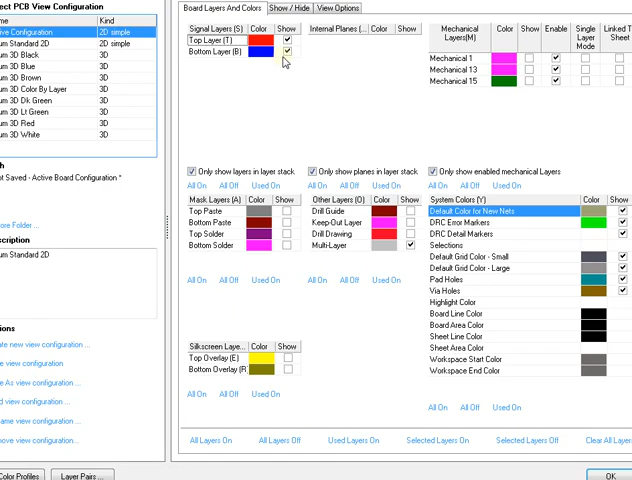 ect PCB View Configuration
Name
Kind
ive Configuration
2D simple
um Standard 2D
2D simple
um 3D Black
3D
um 3D Blue
3D
um 3D Brown
3D
um 3D Color By Layer
3D
um 3D Dk Green
3D
um 3D Lt Green
3D
um 3D Red
3D
um 3D White
3D
th
ot Saved - Active Board Configuration *
ore Folder ...
scription
um Standard 2D
ions
ate new view configuration ...
e view configuration
e As view configuration ...
d view configuration ...
ame view configuration ...
nove view configuration...
Color Profiles
Layer Pairs ...
Board Layers And Colors
Show / Hide
View Options
Signal Layers (S)
Color
Show
Top Layer (T)
Bottom Layer (B)
Internal Planes (...
Color
Show
Mechanical Layers(M)
Color
Show
Enable
Single Layer Mode
Linked T Sheet
Mechanical 1
Mechanical 13
Mechanical 15
Only show layers in layer stack
Only show planes in layer stack
Only show enabled mechanical Layers
All On
All Off
Used On
All On
All Off
Used On
All On
All Off
Used On
Mask Layers (A)
Color
Show
Top Paste
Bottom Paste
Top Solder
Bottom Solder
All On
All Off
Used On
Other Layers (O)
Color
Show
Drill Guide
Keep-Out Layer
Drill Drawing
Multi-Layer
All On
All Off
Used On
System Colors (Y)
Color
Show
Default Color for New Nets
DRC Error Markers
DRC Detail Markers
Selections
Default Grid Color - Small
Default Grid Color - Large
Pad Holes
Via Holes
Highlight Color
Board Line Color
Board Area Color
Sheet Line Color
Sheet Area Color
Workspace Start Color
Workspace End Color
All On
All Off
Used On
Silkscreen Laye...
Color
Show
Top Overlay (E)
Bottom Overlay (R
All On
All Off
Used On
All Layers On
All Layers Off
Used Layers On
Selected Layers On
Selected Layers Off
Clear All Layer
OK